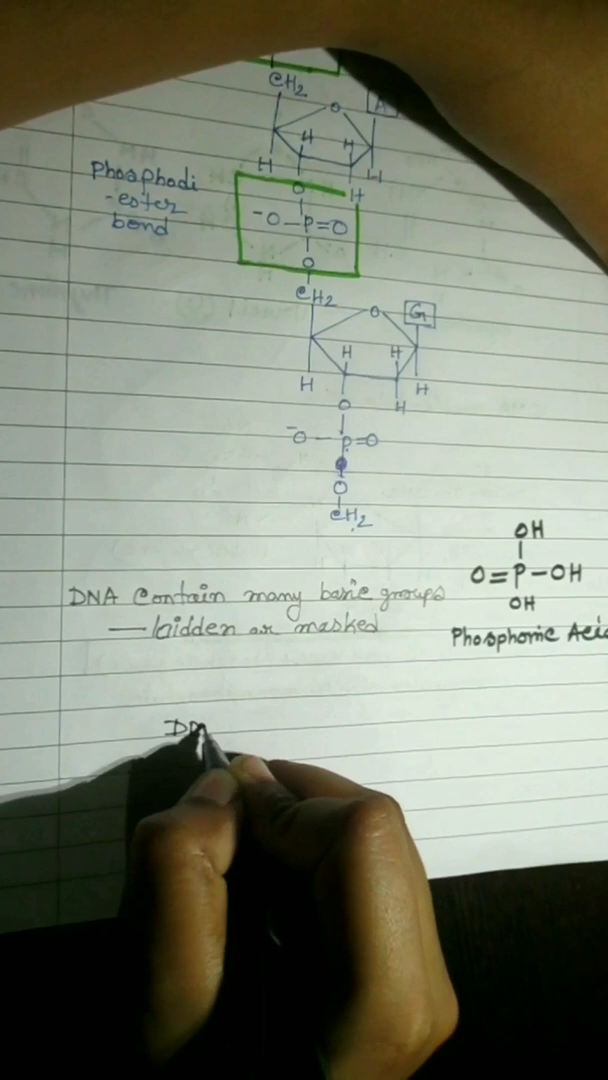 CH2
O
A
H H
H H
Phosphodi
-ester
bond
O H
-O-P=O
O
CH2
O G
H H
H H
H
O
-O-P=O
O
CH2
OH
O=P-OH
OH
Phosphoric Acid
DNA Contain many basic groups
— hidden or masked
DN